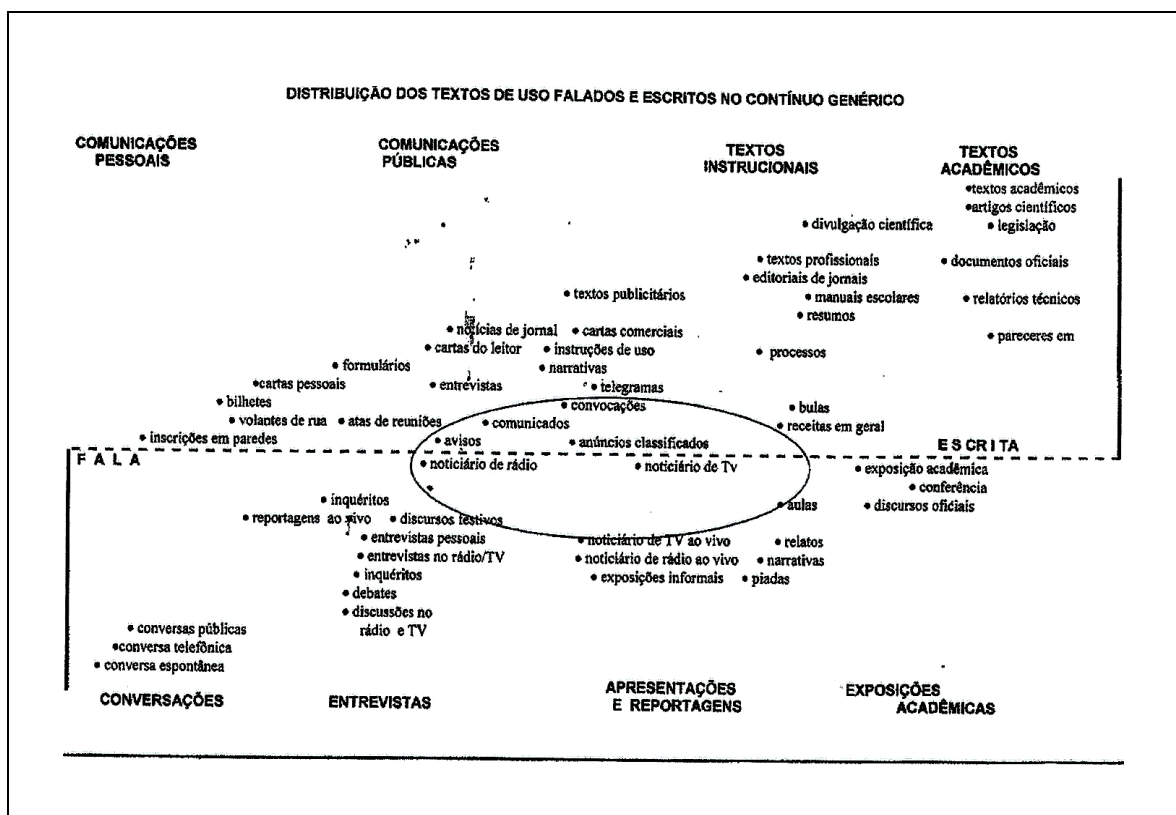 DISTRIBUIÇÃO DOS TEXTOS DE USO FALADOS E ESCRITOS NO CONTÍNUO GENÉRICO
COMUNICAÇÕES
PESSOAIS
COMUNICAÇÕES
PÚBLICAS
TEXTOS
INSTRUCIONAIS
TEXTOS
ACADÊMICOS
•textos acadêmicos
•artigos científicos
• divulgação científica
• legislação
• textos profissionais
• documentos oficiais
• editoriais de jornais
• textos publicitários
• manuais escolares
• relatórios técnicos
• resumos
• notícias de jornal
• cartas comerciais
• pareceres em
• cartas do leitor
• instruções de uso
• processos
• formulários
• narrativas
•cartas pessoais
• entrevistas
• telegramas
• bilhetes
• convocações
• bulas
• volantes de rua
• atas de reuniões
• comunicados
• receitas em geral
• inscrições em paredes
• avisos
• anúncios classificados
ESCRITA
FALA
• noticiário de rádio
• noticiário de Tv
• exposição acadêmica
• conferência
• inquéritos
• aulas
• discursos oficiais
• reportagens ao vivo
• discursos festivos
• entrevistas pessoais
• noticiário de TV ao vivo
• relatos
• entrevistas no rádio/TV
• noticiário de rádio ao vivo
• narrativas
• inquéritos
• exposições informais
• piadas
• debates
• discussões no
rádio e TV
• conversas públicas
•conversa telefônica
• conversa espontânea
CONVERSAÇÕES
ENTREVISTAS
APRESENTAÇÕES
E REPORTAGENS
EXPOSIÇÕES
ACADÊMICAS